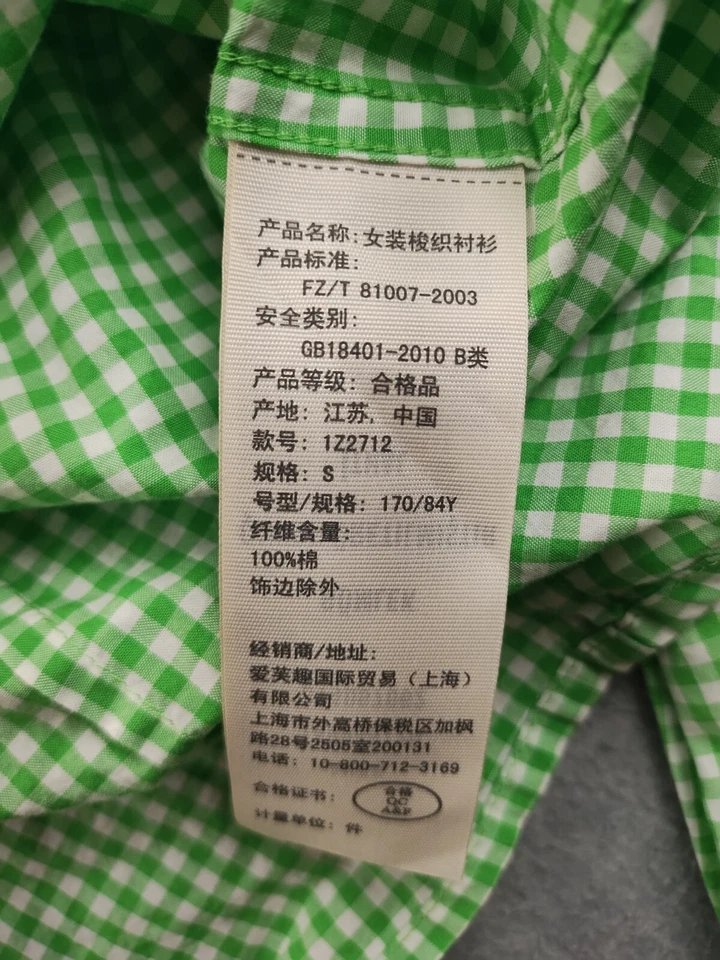 产品名称:女装梭织衬衫
产品标准:
FZ/T 81007-2003
安全类别:
GB18401-2010 B类
产品等级: 合格品
产地: 江苏, 中国
款号: 1Z2712
规格: S
号型/规格: 170/84Y
纤维含量:
100%棉
饰边除外
经销商/地址:
爱芙趣国际贸易（上海）
有限公司
上海市外高桥保税区加枫
路28号2505室200131
电话: 10-800-712-3169
合格证书:
合格
QC
A&F
计量单位: 件